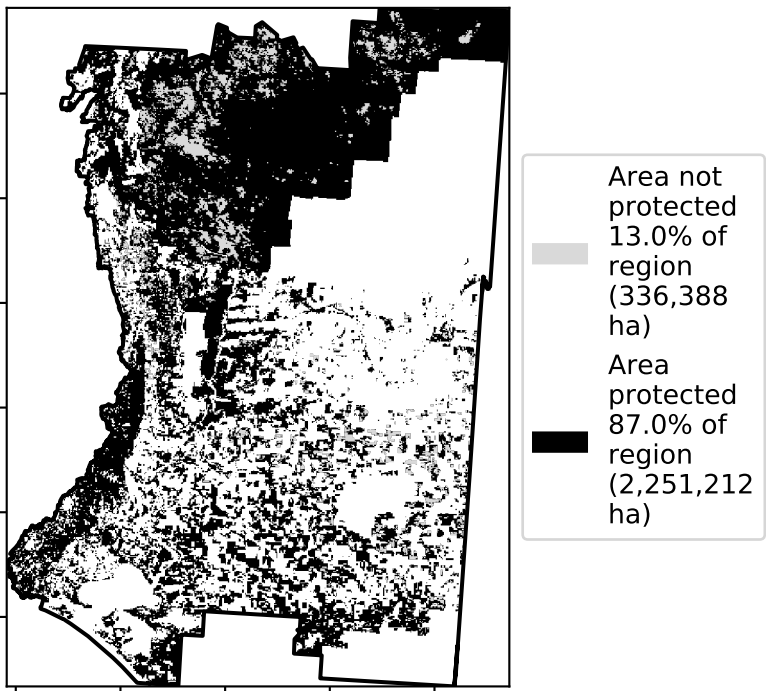 Area not
protected
13.0% of
region
(336,388
ha)
Area
protected
87.0% of
region
(2,251,212
ha)